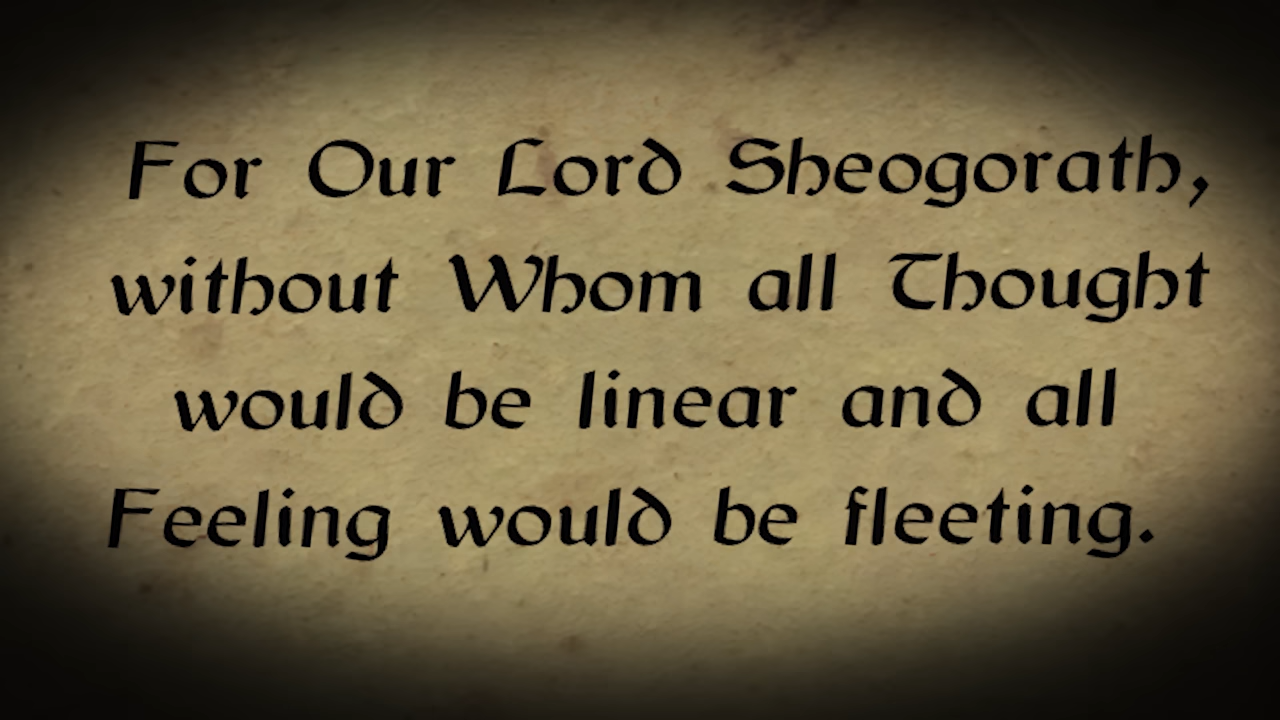 For Our Lord Sheogorath,
without Whom all Thought
would be linear and all
Feeling would be fleeting.